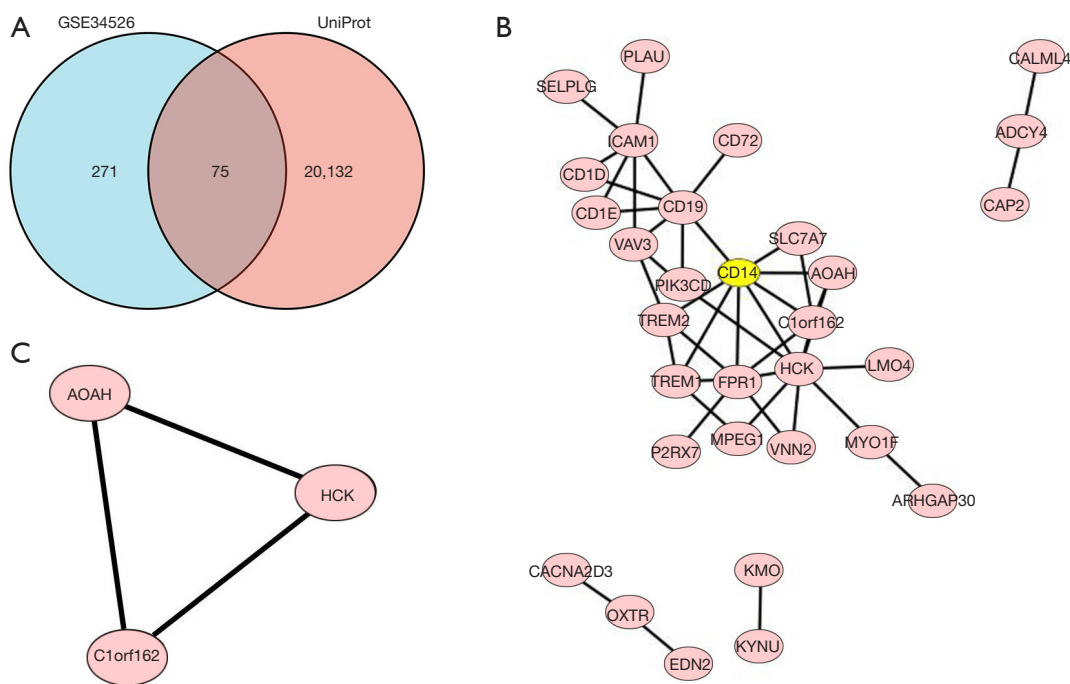 A
GSE34526
UniProt
271
75
20,132
B
PLAU
SELPLG
ICAM1
CD72
CD1D
CD1E
CD19
VAV3
SLC7A7
CD14
AOAH
PIK3CD
TREM2
C1orf162
HCK
LMO4
TREM1
FPR1
P2RX7
MPEG1
VNN2
MYO1F
ARHGAP30
CALML4
ADCY4
CAP2
CACNA2D3
OXTR
EDN2
KMO
KYNU
C
AOAH
HCK
C1orf162